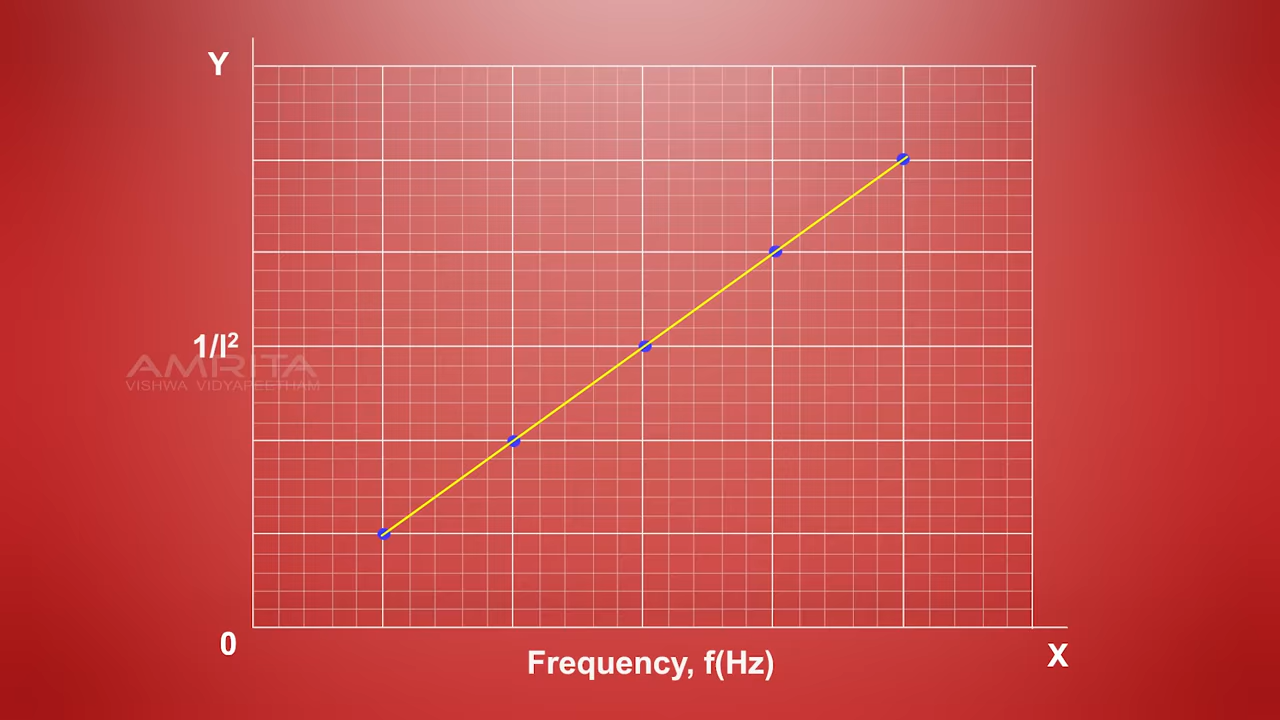 Y
1/l²
AMRITA
VISHWA VIDYAPEETHAM
0
Frequency, f(Hz)
X